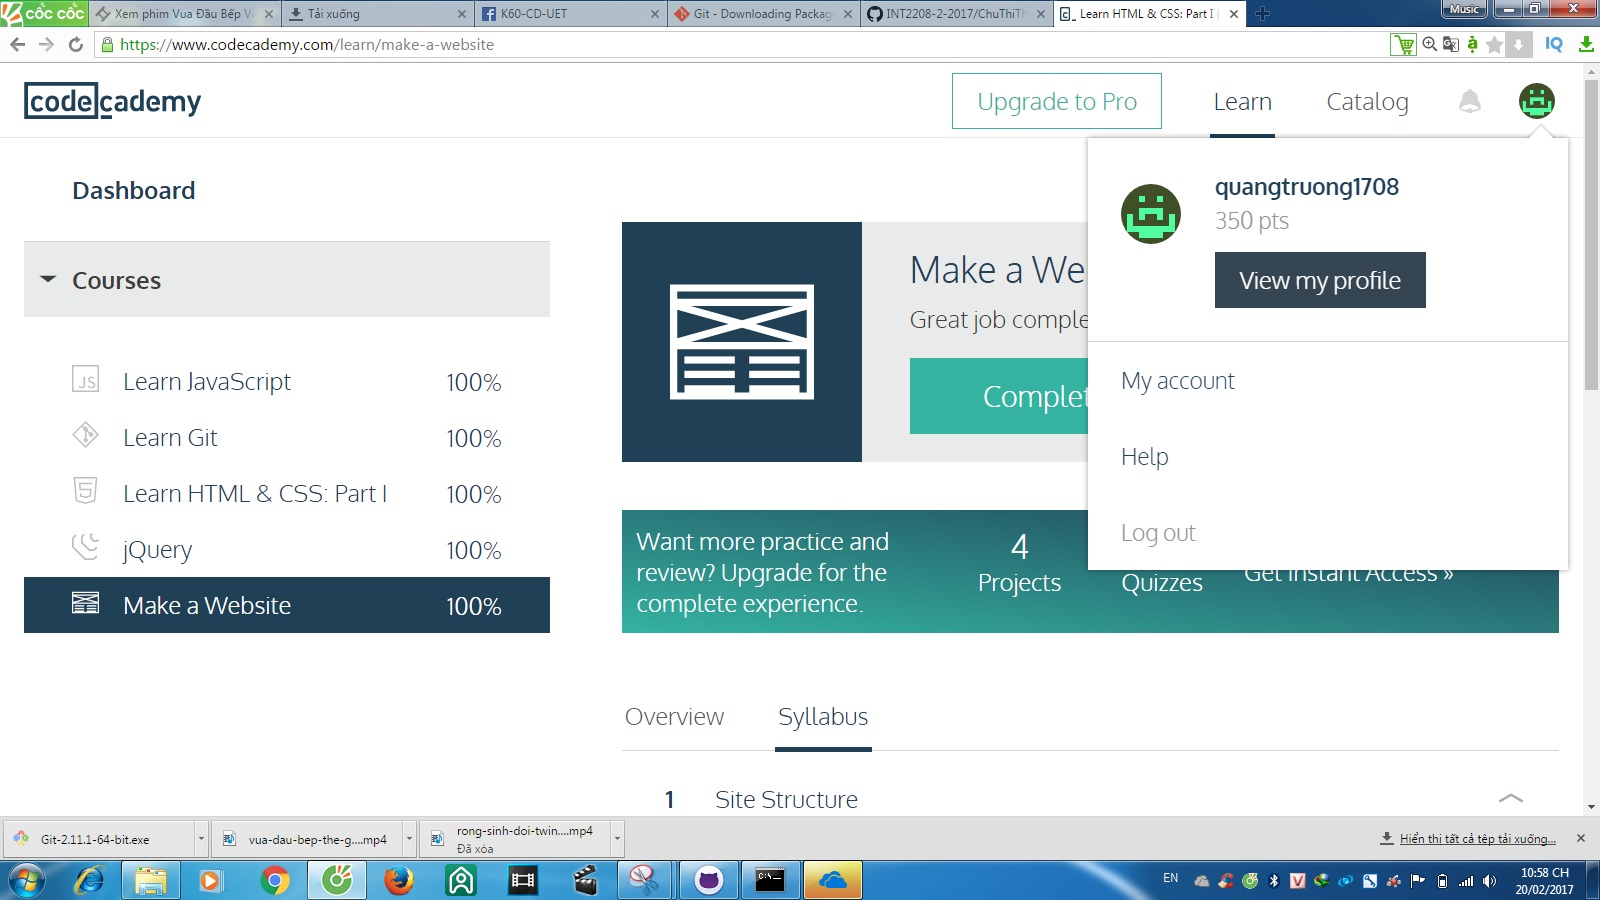 cốc cốc
Xem phim Vua Đầu Bếp V
Tải xuống
K60-CD-UET
Git - Downloading Packag
INT2208-2-2017/ChuThiTh
Learn HTML & CSS: Part I
Music
https://www.codecademy.com/learn/make-a-website
IQ
codecademy
Upgrade to Pro
Learn
Catalog
Dashboard
quangtruong1708
350 pts
View my profile
My account
Help
Log out
Courses
JS
Learn JavaScript 100%
Learn Git 100%
Learn HTML & CSS: Part I 100%
jQuery 100%
Make a Website 100%
Make a We
Great job comple
Complet
Want more practice and
review? Upgrade for the
complete experience.
4
Projects
Quizzes
Get Instant Access »
Overview
Syllabus
1 Site Structure
Git-2.11.1-64-bit.exe
vua-dau-bep-the-g....mp4
rong-sinh-doi-twin....mp4
Đã xóa
Hiển thị tất cả tệp tải xuống...
EN
10:58 CH
20/02/2017